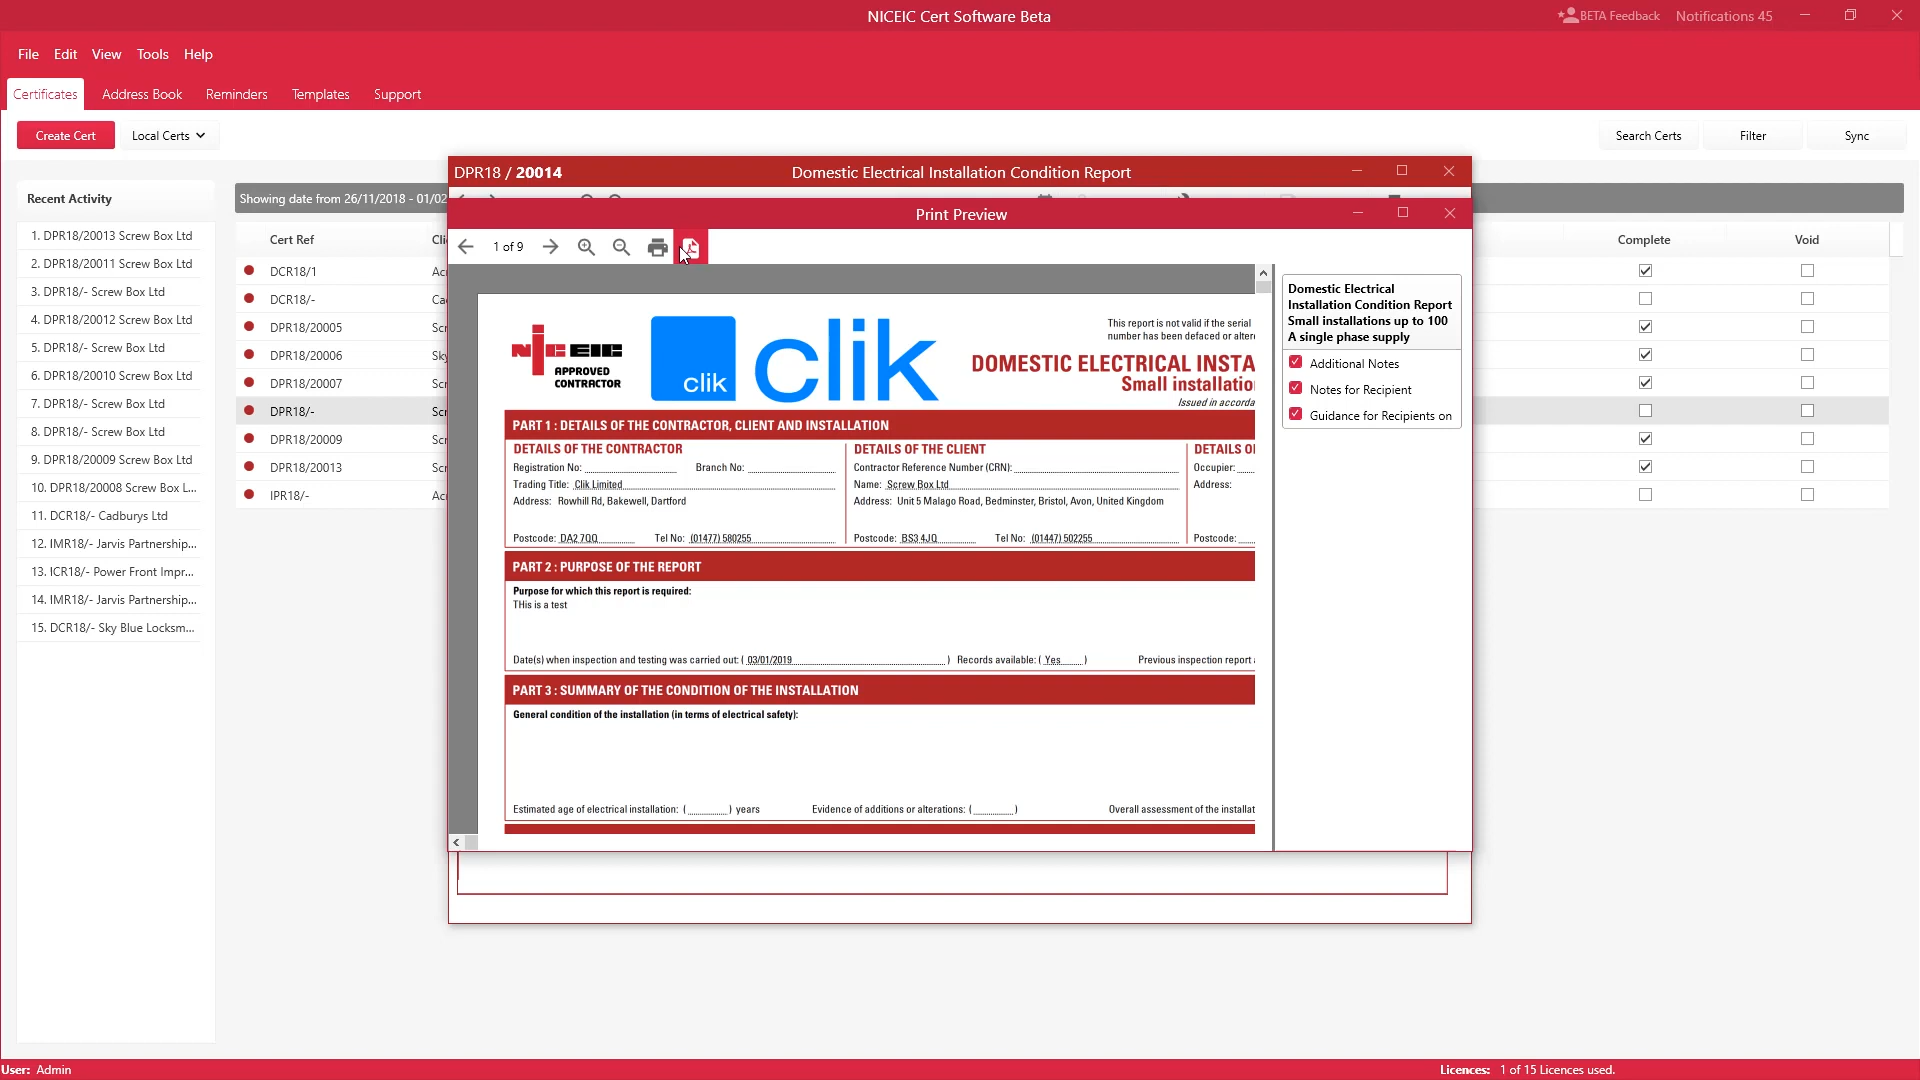 NICEIC Cert Software Beta
BETA Feedback
Notifications 45
File Edit View Tools Help
Certificates Address Book Reminders Templates Support
Create Cert
Local Certs
Search Certs
Filter
Sync
Recent Activity
1. DPR18/20013 Screw Box Ltd
2. DPR18/20011 Screw Box Ltd
3. DPR18/- Screw Box Ltd
4. DPR18/20012 Screw Box Ltd
5. DPR18/- Screw Box Ltd
6. DPR18/20010 Screw Box Ltd
7. DPR18/- Screw Box Ltd
8. DPR18/- Screw Box Ltd
9. DPR18/20009 Screw Box Ltd
10. DPR18/20008 Screw Box L...
11. DCR18/- Cadburys Ltd
12. IMR18/- Jarvis Partnership...
13. ICR18/- Power Front Impr...
14. IMR18/- Jarvis Partnership...
15. DCR18/- Sky Blue Locksm...
Showing date from 26/11/2018 - 01/02
Cert Ref Cli
Complete Void
DCR18/1 Ac
DCR18/- Ca
DPR18/20005 Scr
DPR18/20006 Sky
DPR18/20007 Scr
DPR18/- Scr
DPR18/20009 Scr
DPR18/20013 Scr
IPR18/- Ac
DPR18 / 20014
Domestic Electrical Installation Condition Report
Print Preview
1 of 9
NICEIC
APPROVED
CONTRACTOR
clik
clik
This report is not valid if the serial
number has been defaced or altere
DOMESTIC ELECTRICAL INSTA
Small installation
Issued in accorda
PART 1 : DETAILS OF THE CONTRACTOR, CLIENT AND INSTALLATION
DETAILS OF THE CONTRACTOR
Registration No: Branch No:
Trading Title: Clik Limited
Address: Rowhill Rd, Bakewell, Dartford
Postcode: DA2 7QQ Tel No: (01477) 580255
DETAILS OF THE CLIENT
Contractor Reference Number (CRN):
Name: Screw Box Ltd
Address: Unit 5 Malago Road, Bedminster, Bristol, Avon, United Kingdom
Postcode: BS3 4JQ Tel No: (01447) 502255
DETAILS O
Occupier:
Address:
Postcode:
PART 2 : PURPOSE OF THE REPORT
Purpose for which this report is required:
THis is a test
Date(s) when inspection and testing was carried out: ( 03/01/2019 ) Records available: ( Yes ) Previous inspection report
PART 3 : SUMMARY OF THE CONDITION OF THE INSTALLATION
General condition of the installation (in terms of electrical safety):
Estimated age of electrical installation: ( ) years Evidence of additions or alterations: ( ) Overall assessment of the installat
Domestic Electrical
Installation Condition Report
Small installations up to 100
A single phase supply
Additional Notes
Notes for Recipient
Guidance for Recipients on
User: Admin
Licences: 1 of 15 Licences used.